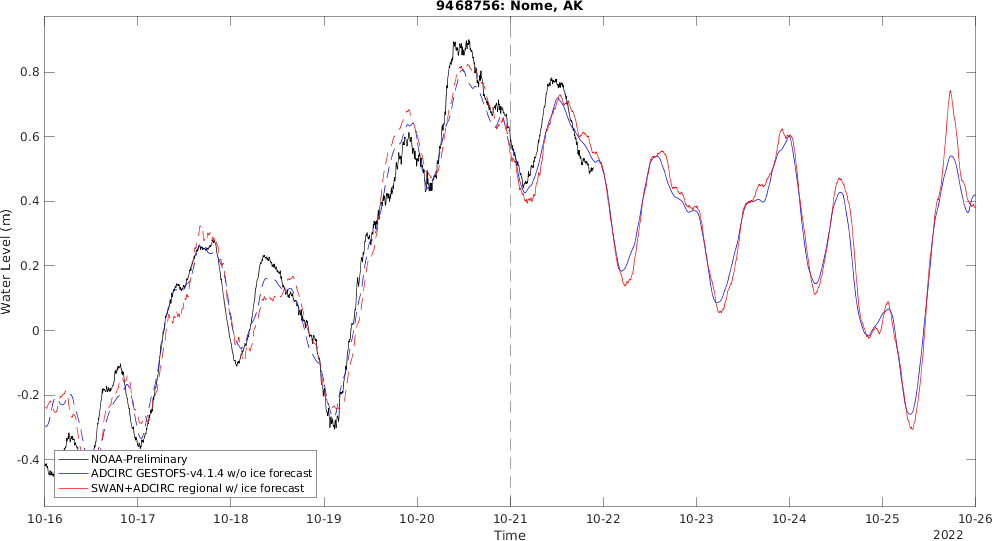 9468756: Nome, AK
Water Level (m)
0.8
0.6
0.4
0.2
0
-0.2
-0.4
NOAA-Preliminary
ADCIRC GESTOFS-v4.1.4 w/o ice forecast
SWAN+ADCIRC regional w/ ice forecast
10-16 10-17 10-18 10-19 10-20 10-21 10-22 10-23 10-24 10-25 10-26
Time
2022